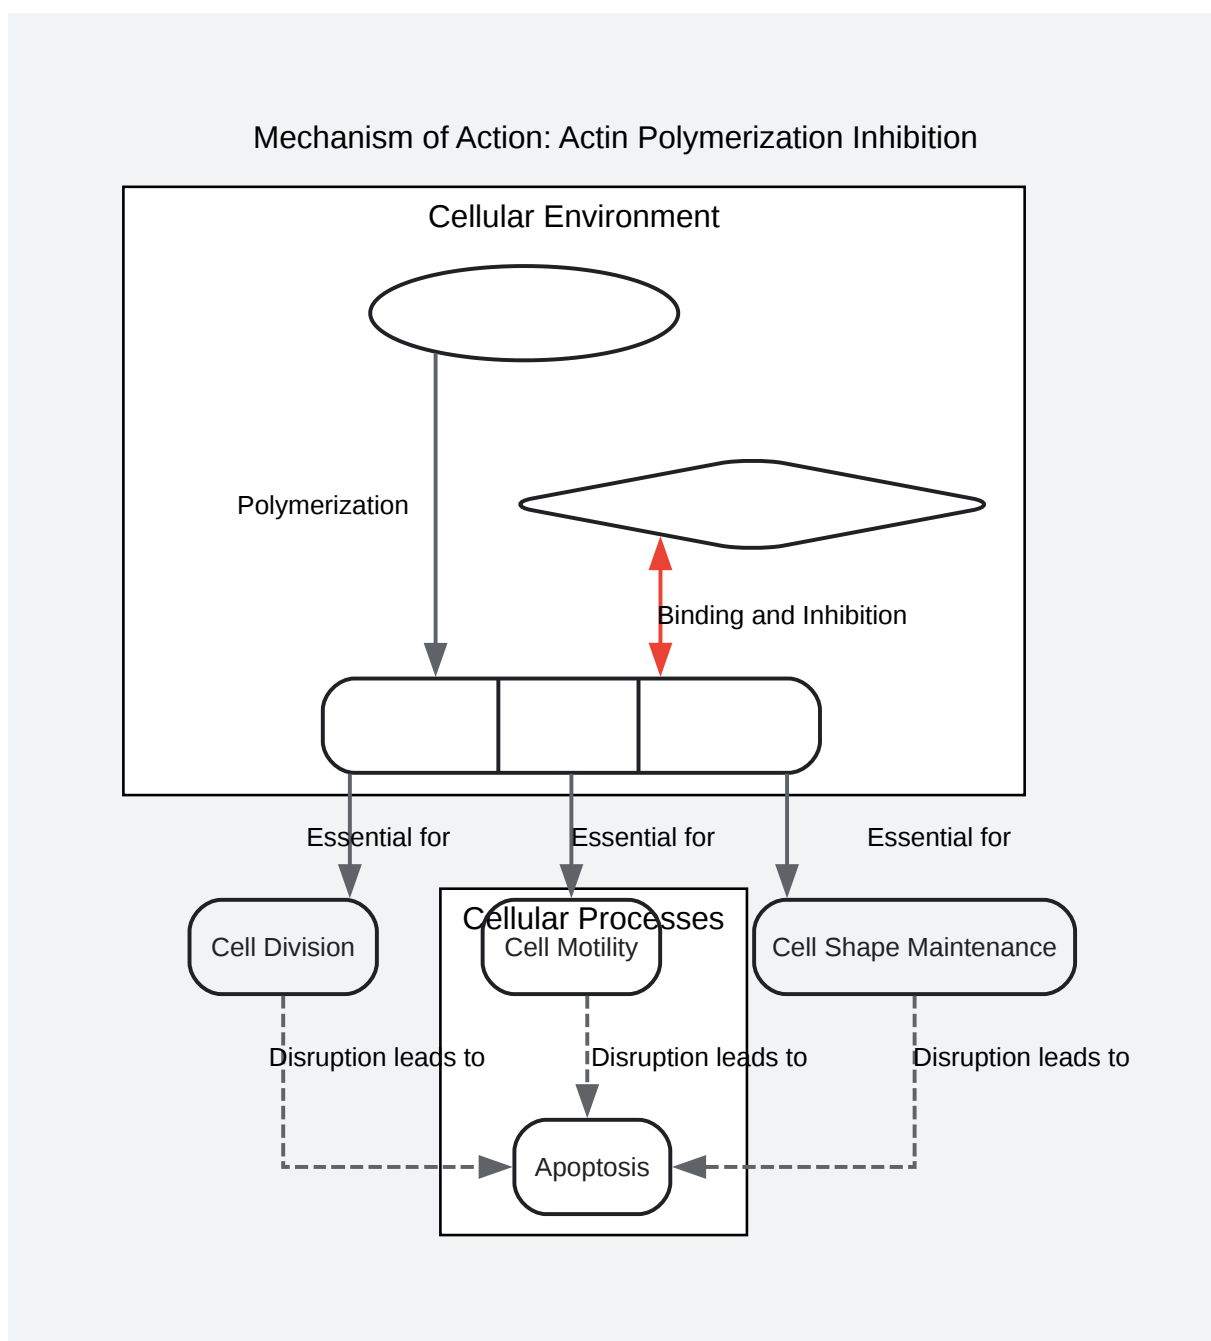 Mechanism of Action: Actin Polymerization Inhibition
Cellular Environment
Polymerization
Binding and Inhibition
Essential for
Essential for
Essential for
Cellular Processes
Cell Division
Cell Motility
Cell Shape Maintenance
Disruption leads to
Disruption leads to
Disruption leads to
Apoptosis